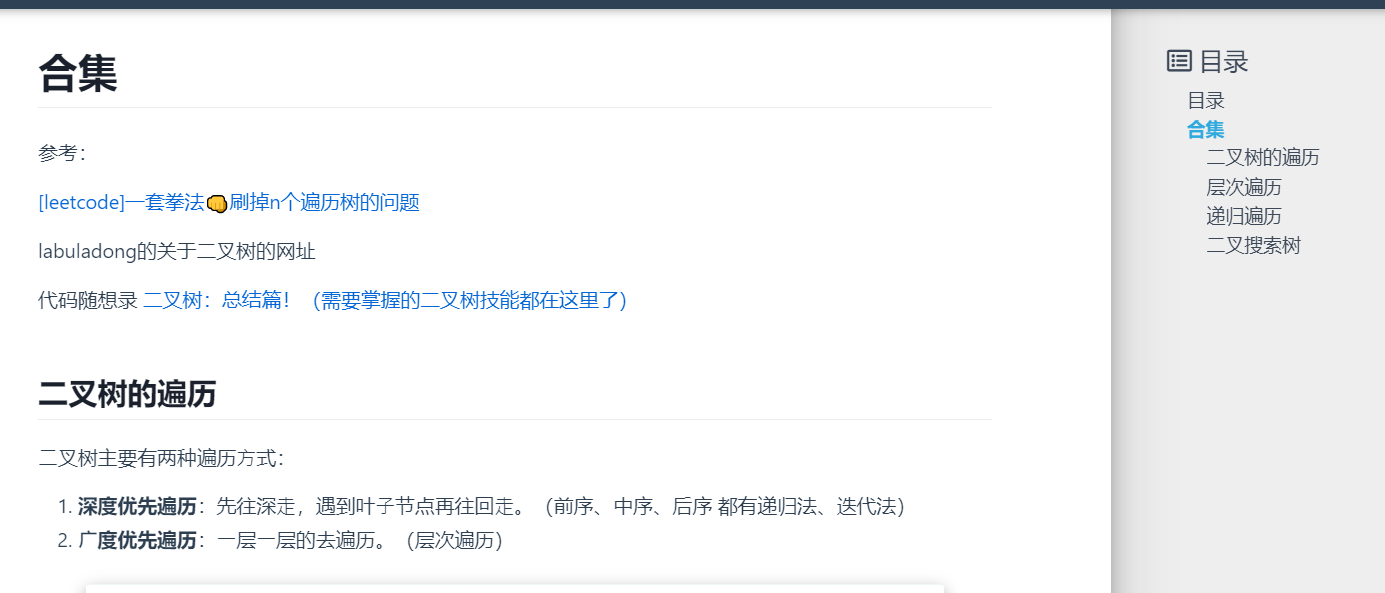 合集
参考：
[leetcode]一套拳法👊刷掉n个遍历树的问题
labuladong的关于二叉树的网址
代码随想录 二叉树：总结篇！（需要掌握的二叉树技能都在这里了）
二叉树的遍历
二叉树主要有两种遍历方式：
1. 深度优先遍历：先往深走，遇到叶子节点再往回走。（前序、中序、后序 都有递归法、迭代法）
2. 广度优先遍历：一层一层的去遍历。（层次遍历）
目录
目录
合集
二叉树的遍历
层次遍历
递归遍历
二叉搜索树